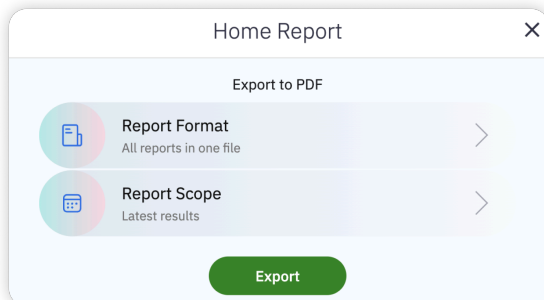 Home Report
Export to PDF
Report Format
All reports in one file
Report Scope
Latest results
Export